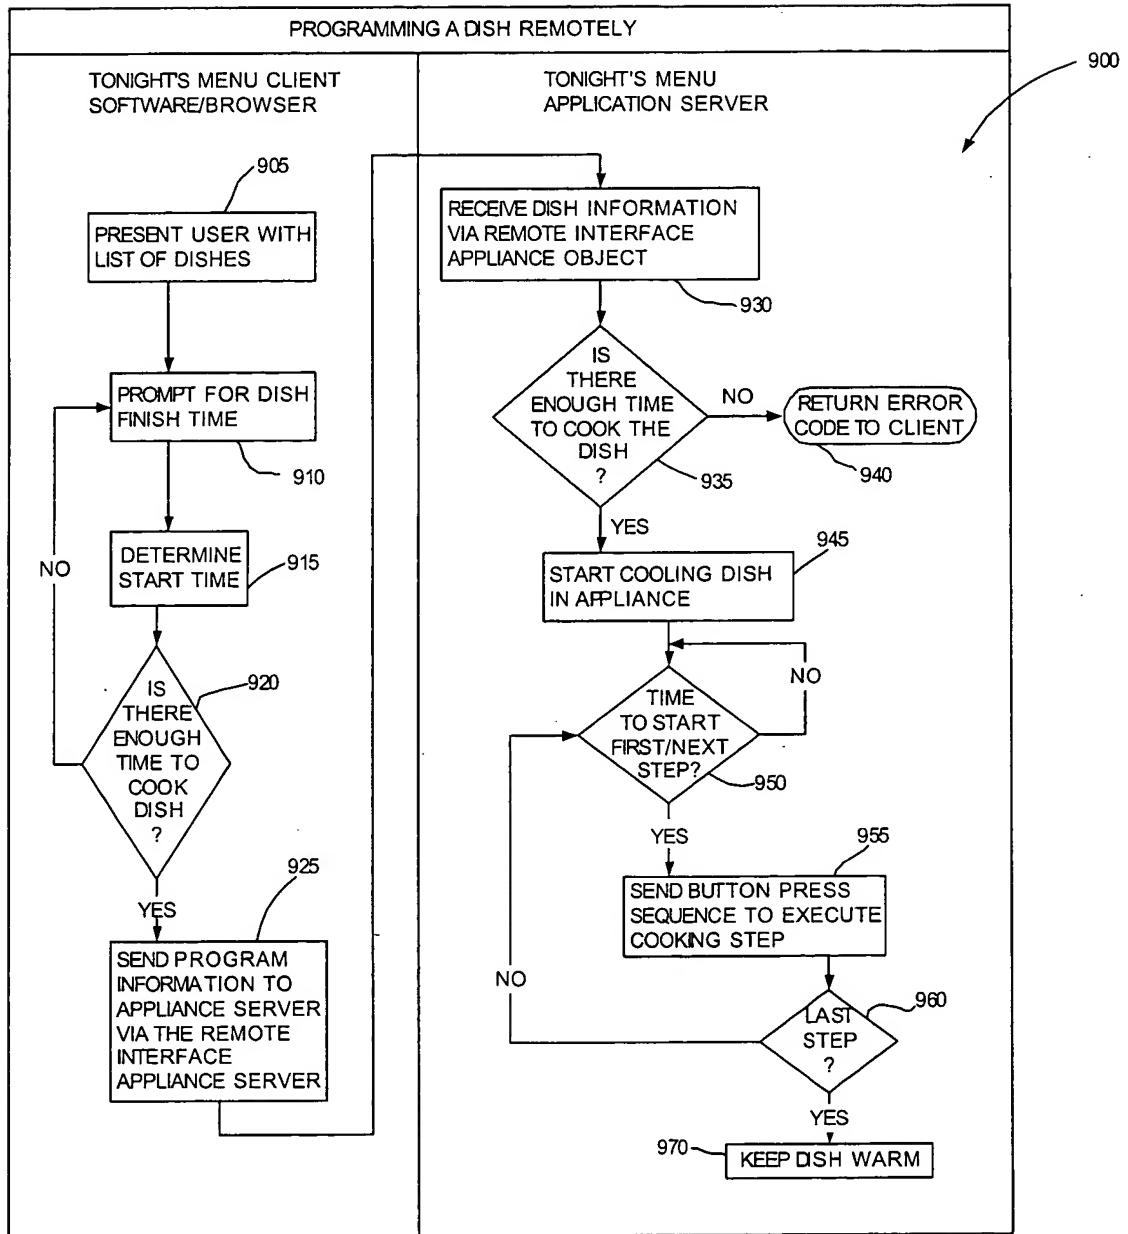 PROGRAMMING A DISH REMOTELY
900
TONIGHT'S MENU CLIENT
SOFTWARE/BROWSER
905
PRESENT USER WITH
LIST OF DISHES
PROMPT FOR DISH
FINISH TIME
910
NO
DETERMINE
START TIME
915
920
IS
THERE
ENOUGH
TIME TO
COOK
DISH
?
YES
925
SEND PROGRAM
INFORMATION TO
APPLIANCE SERVER
VIA THE REMOTE
INTERFACE
APPLIANCE SERVER
TONIGHT'S MENU
APPLICATION SERVER
RECEIVE DISH INFORMATION
VIA REMOTE INTERFACE
APPLIANCE OBJECT
930
IS
THERE
ENOUGH TIME
TO COOK THE
DISH
?
935
NO
RETURN ERROR
CODE TO CLIENT
940
YES
945
START COOLING DISH
IN APPLIANCE
NO
TIME
TO START
FIRST/NEXT
STEP?
950
YES
955
SEND BUTTON PRESS
SEQUENCE TO EXECUTE
COOKING STEP
NO
960
LAST
STEP
?
YES
970
KEEP DISH WARM